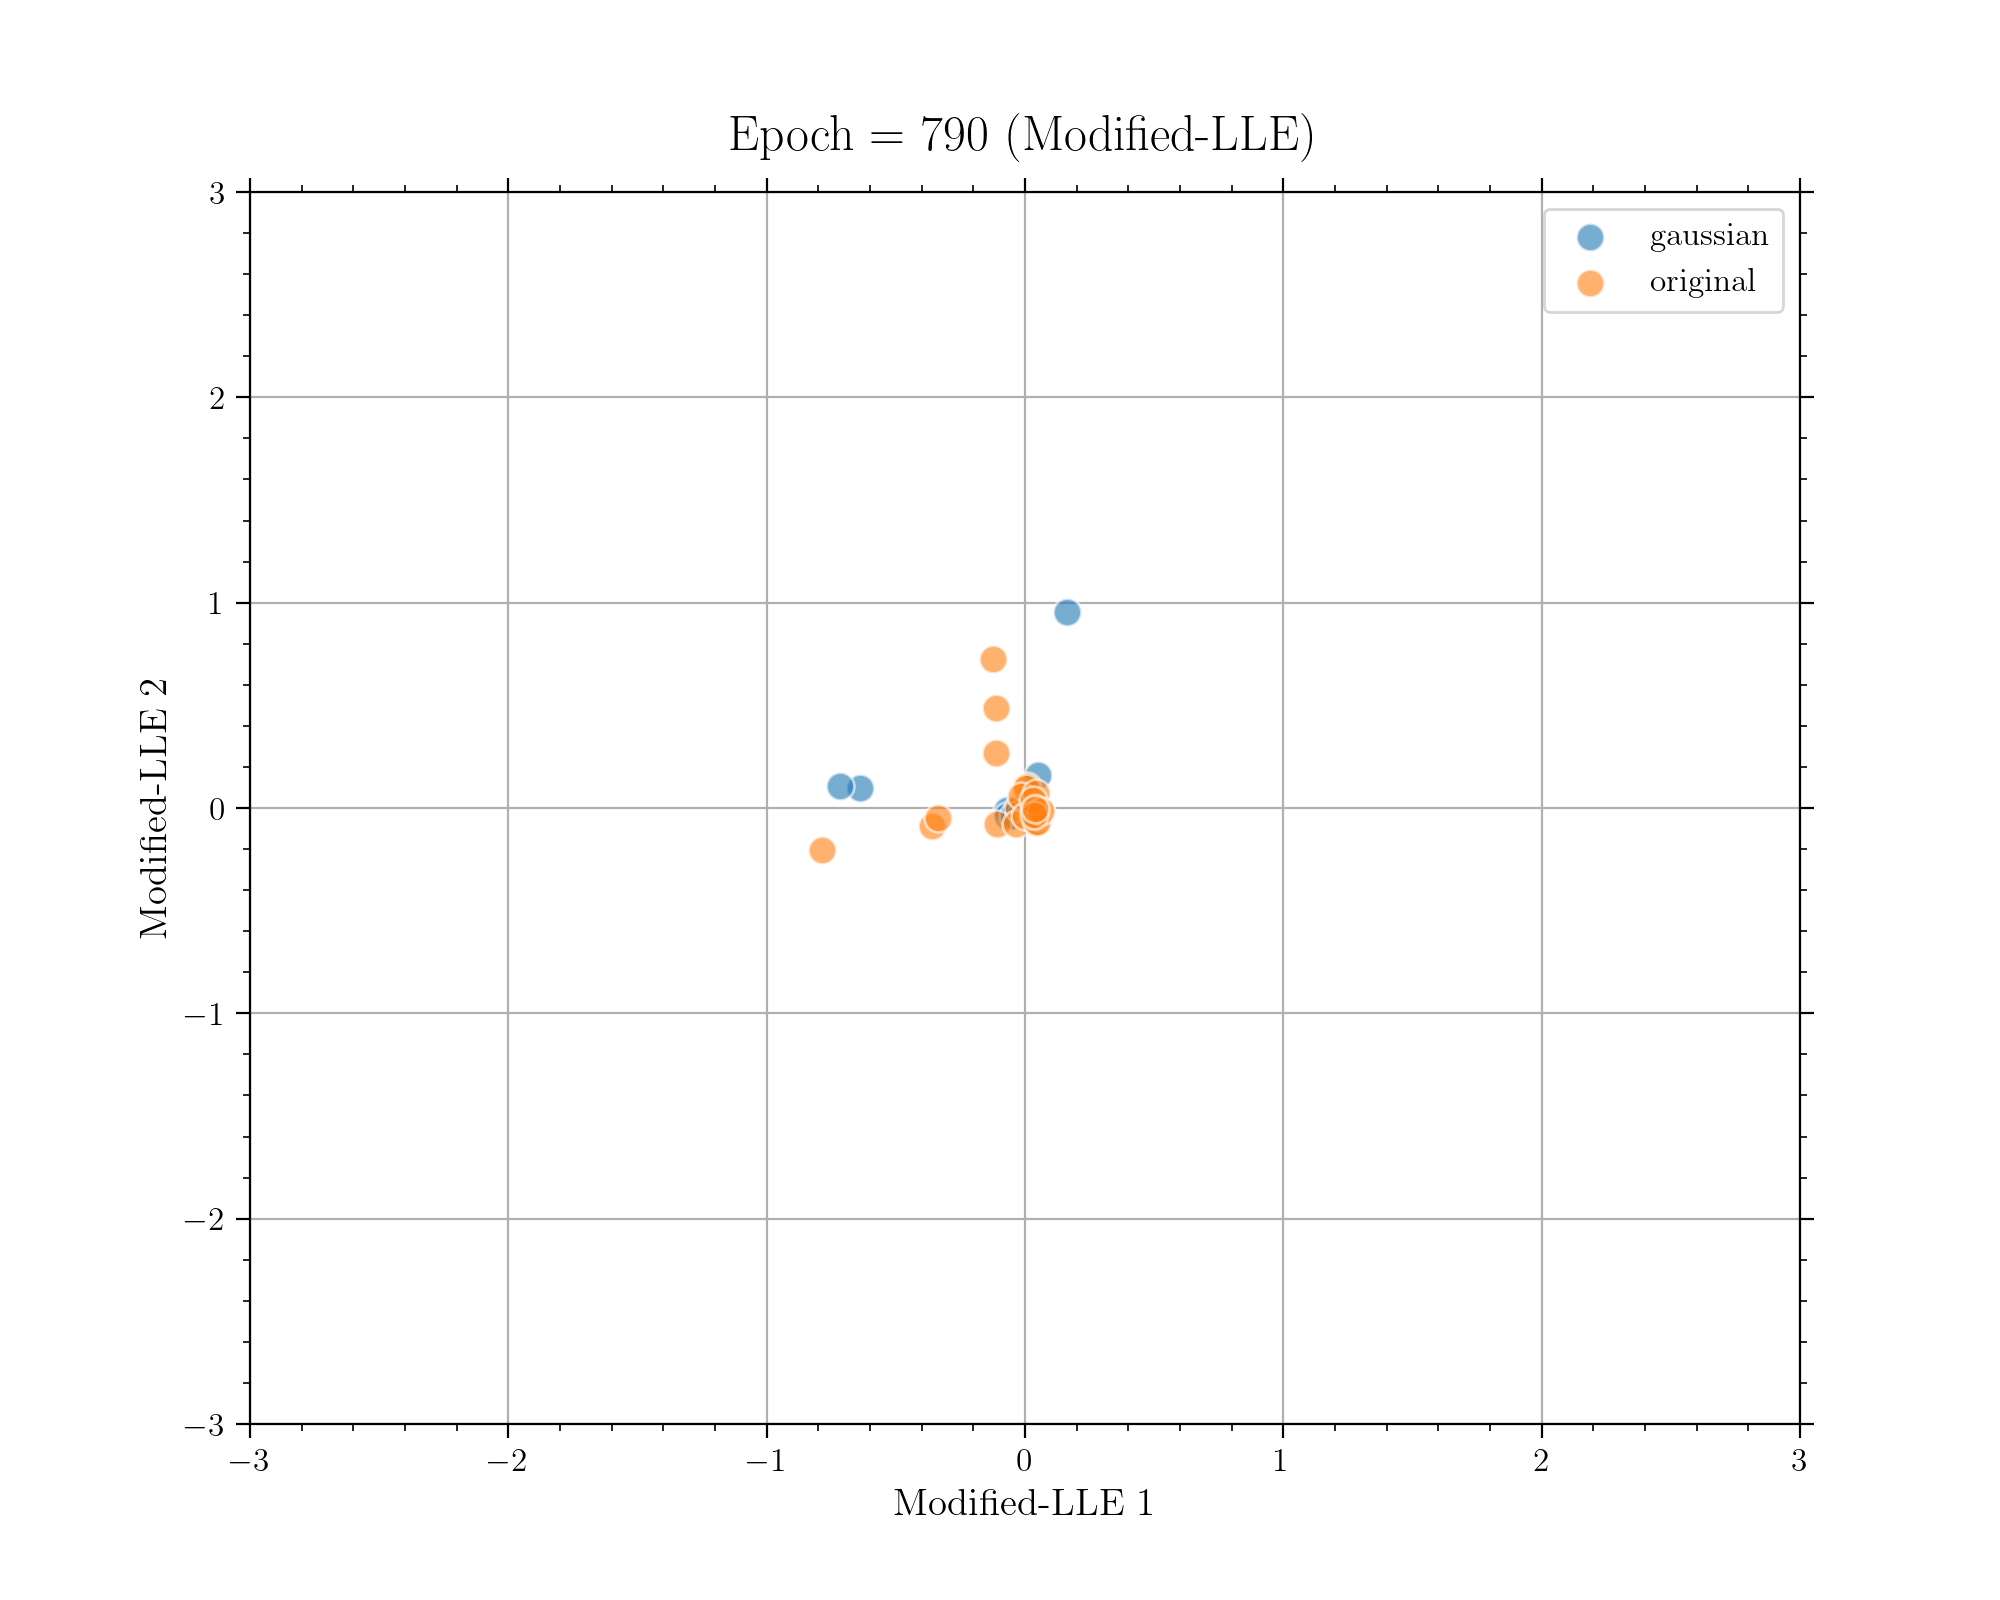 Epoch = 790 (Modified-LLE)
gaussian
original
3
2
1
0
−1
−2
−3
Modified-LLE 2
−3 −2 −1 0 1 2 3
Modified-LLE 1